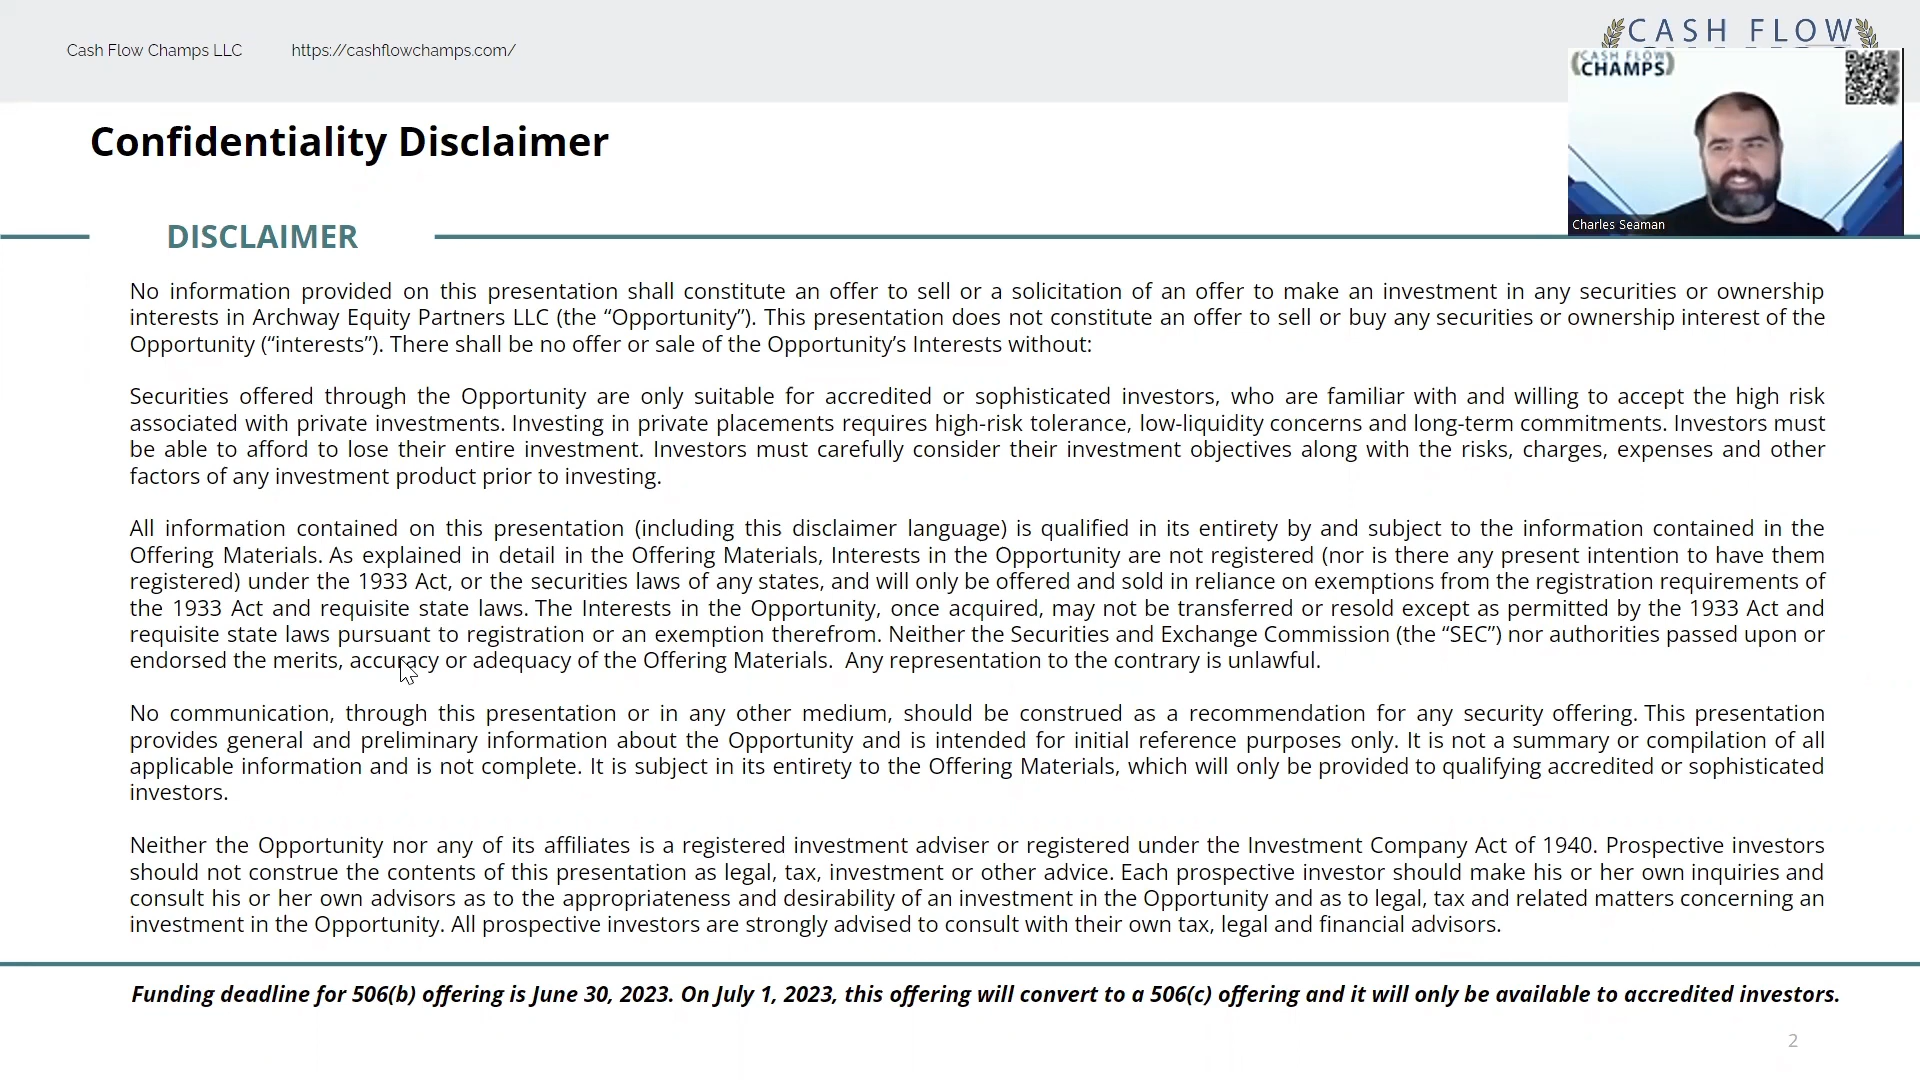 Cash Flow Champs LLC
https://cashflowchamps.com/
CASH FLOW
CASH FLOW
CHAMPS
Charles Seaman
Confidentiality Disclaimer
DISCLAIMER
No information provided on this presentation shall constitute an offer to sell or a solicitation of an offer to make an investment in any securities or ownership
interests in Archway Equity Partners LLC (the “Opportunity”). This presentation does not constitute an offer to sell or buy any securities or ownership interest of the
Opportunity (“interests”). There shall be no offer or sale of the Opportunity’s Interests without:
Securities offered through the Opportunity are only suitable for accredited or sophisticated investors, who are familiar with and willing to accept the high risk
associated with private investments. Investing in private placements requires high-risk tolerance, low-liquidity concerns and long-term commitments. Investors must
be able to afford to lose their entire investment. Investors must carefully consider their investment objectives along with the risks, charges, expenses and other
factors of any investment product prior to investing.
All information contained on this presentation (including this disclaimer language) is qualified in its entirety by and subject to the information contained in the
Offering Materials. As explained in detail in the Offering Materials, Interests in the Opportunity are not registered (nor is there any present intention to have them
registered) under the 1933 Act, or the securities laws of any states, and will only be offered and sold in reliance on exemptions from the registration requirements of
the 1933 Act and requisite state laws. The Interests in the Opportunity, once acquired, may not be transferred or resold except as permitted by the 1933 Act and
requisite state laws pursuant to registration or an exemption therefrom. Neither the Securities and Exchange Commission (the “SEC”) nor authorities passed upon or
endorsed the merits, accuracy or adequacy of the Offering Materials.  Any representation to the contrary is unlawful.
No communication, through this presentation or in any other medium, should be construed as a recommendation for any security offering. This presentation
provides general and preliminary information about the Opportunity and is intended for initial reference purposes only. It is not a summary or compilation of all
applicable information and is not complete. It is subject in its entirety to the Offering Materials, which will only be provided to qualifying accredited or sophisticated
investors.
Neither the Opportunity nor any of its affiliates is a registered investment adviser or registered under the Investment Company Act of 1940. Prospective investors
should not construe the contents of this presentation as legal, tax, investment or other advice. Each prospective investor should make his or her own inquiries and
consult his or her own advisors as to the appropriateness and desirability of an investment in the Opportunity and as to legal, tax and related matters concerning an
investment in the Opportunity. All prospective investors are strongly advised to consult with their own tax, legal and financial advisors.
Funding deadline for 506(b) offering is June 30, 2023. On July 1, 2023, this offering will convert to a 506(c) offering and it will only be available to accredited investors.
2